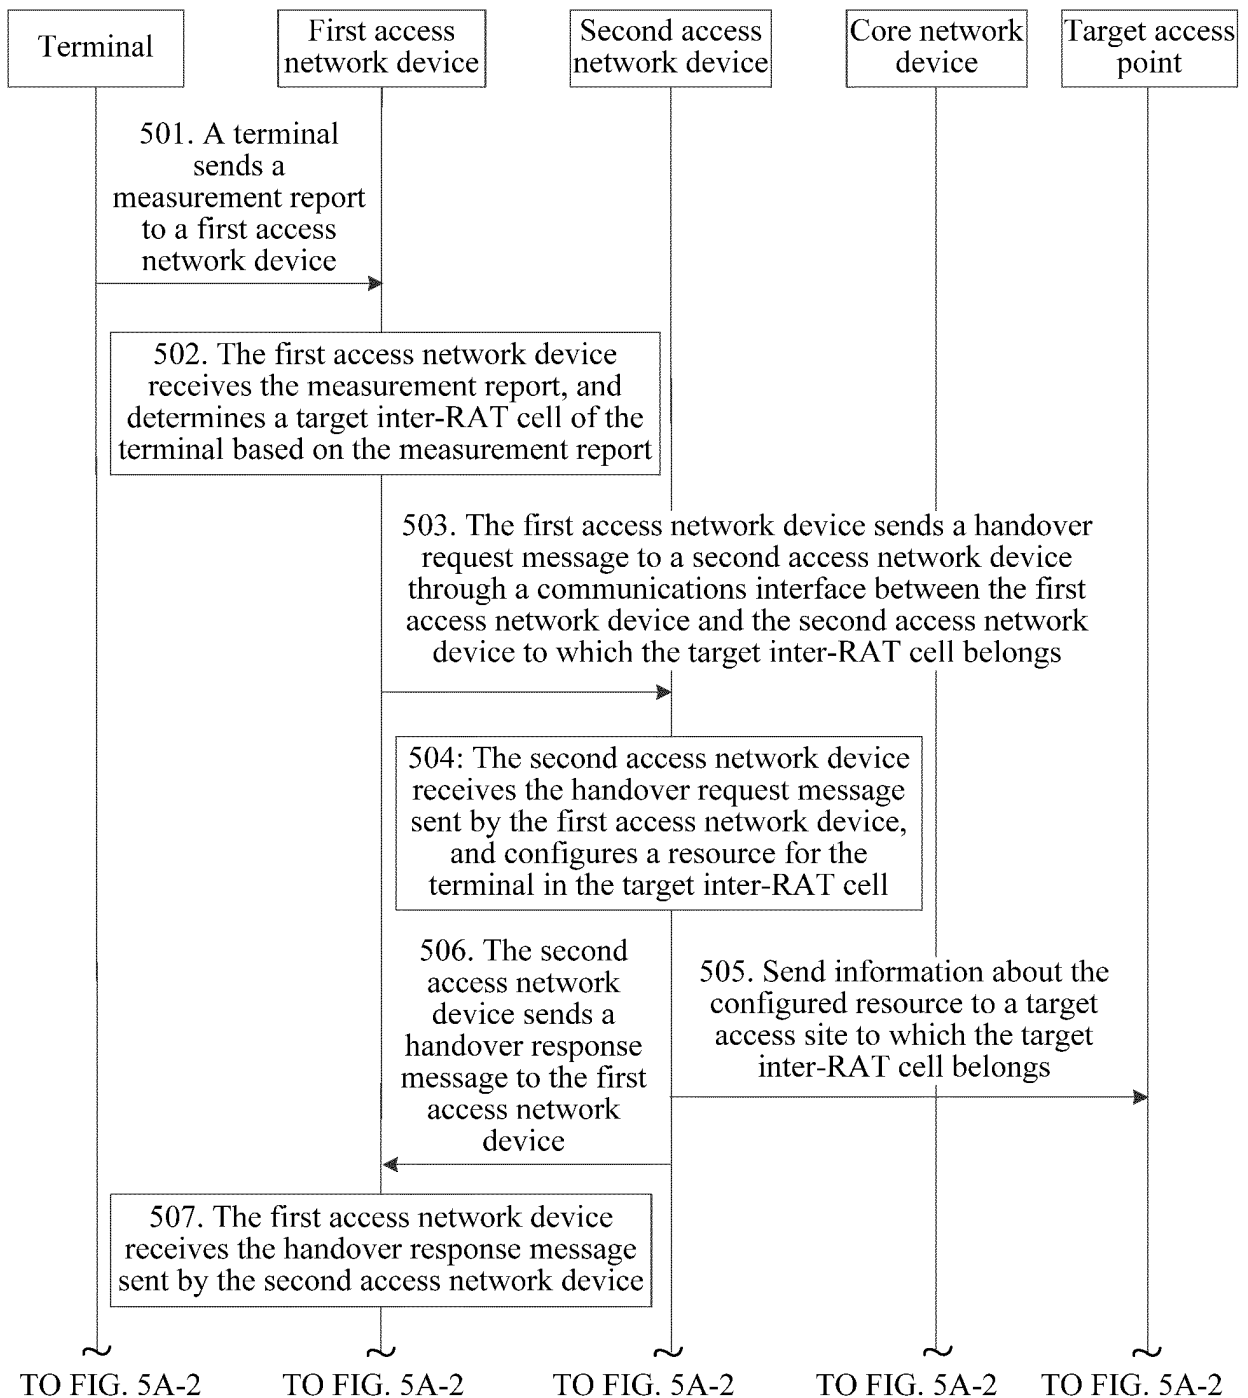 Terminal
First access
network device
Second access
network device
Core network
device
Target access
point
501. A terminal
sends a
measurement report
to a first access
network device
502. The first access network device
receives the measurement report, and
determines a target inter-RAT cell of the
terminal based on the measurement report
503. The first access network device sends a handover
request message to a second access network device
through a communications interface between the first
access network device and the second access network
device to which the target inter-RAT cell belongs
504: The second access network device
receives the handover request message
sent by the first access network device,
and configures a resource for the
terminal in the target inter-RAT cell
506. The second
access network
device sends a
handover response
message to the first
access network
device
505. Send information about the
configured resource to a target
access site to which the target
inter-RAT cell belongs
507. The first access network device
receives the handover response message
sent by the second access network device
TO FIG. 5A-2
TO FIG. 5A-2
TO FIG. 5A-2
TO FIG. 5A-2
TO FIG. 5A-2